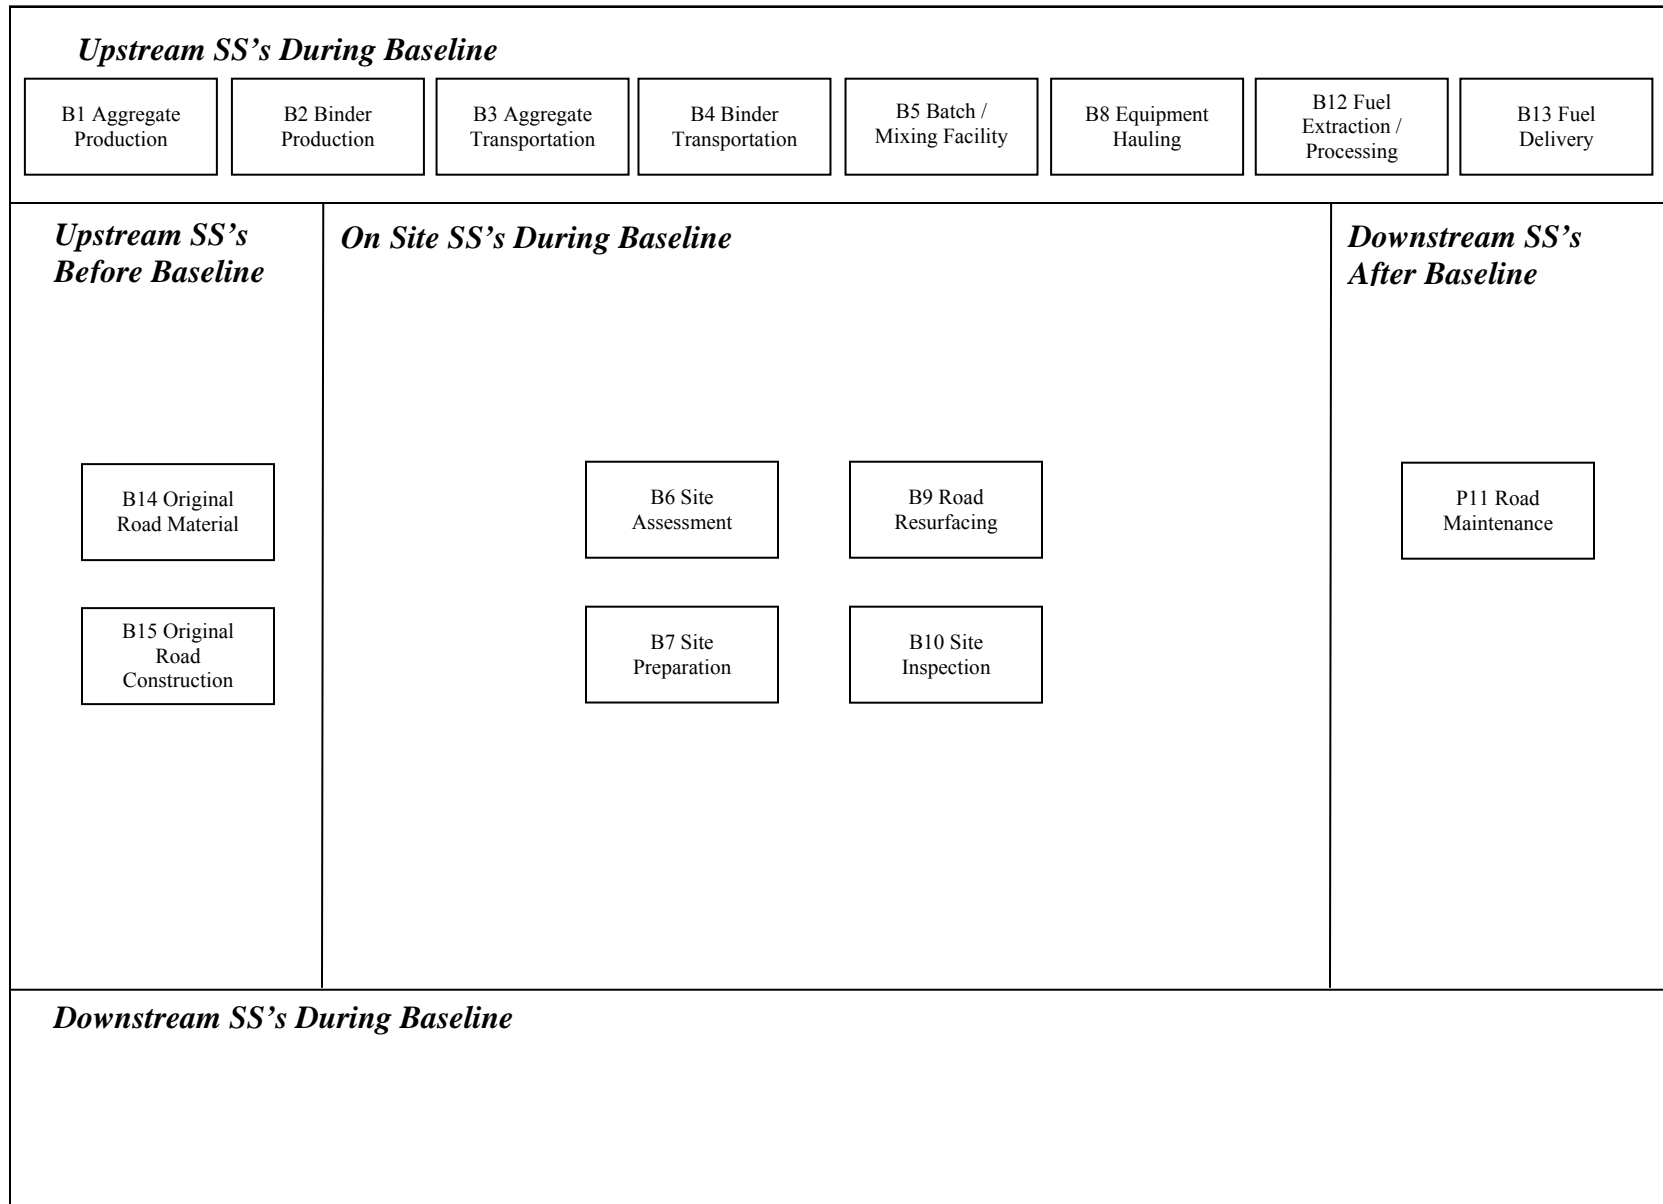 Upstream SS’s During Baseline
B1 Aggregate
Production
B2 Binder
Production
B3 Aggregate
Transportation
B4 Binder
Transportation
B5 Batch /
Mixing Facility
B8 Equipment
Hauling
B12 Fuel
Extraction /
Processing
B13 Fuel
Delivery
Upstream SS’s
Before Baseline
On Site SS’s During Baseline
Downstream SS’s
After Baseline
B14 Original
Road Material
B6 Site
Assessment
B9 Road
Resurfacing
P11 Road
Maintenance
B15 Original
Road
Construction
B7 Site
Preparation
B10 Site
Inspection
Downstream SS’s During Baseline